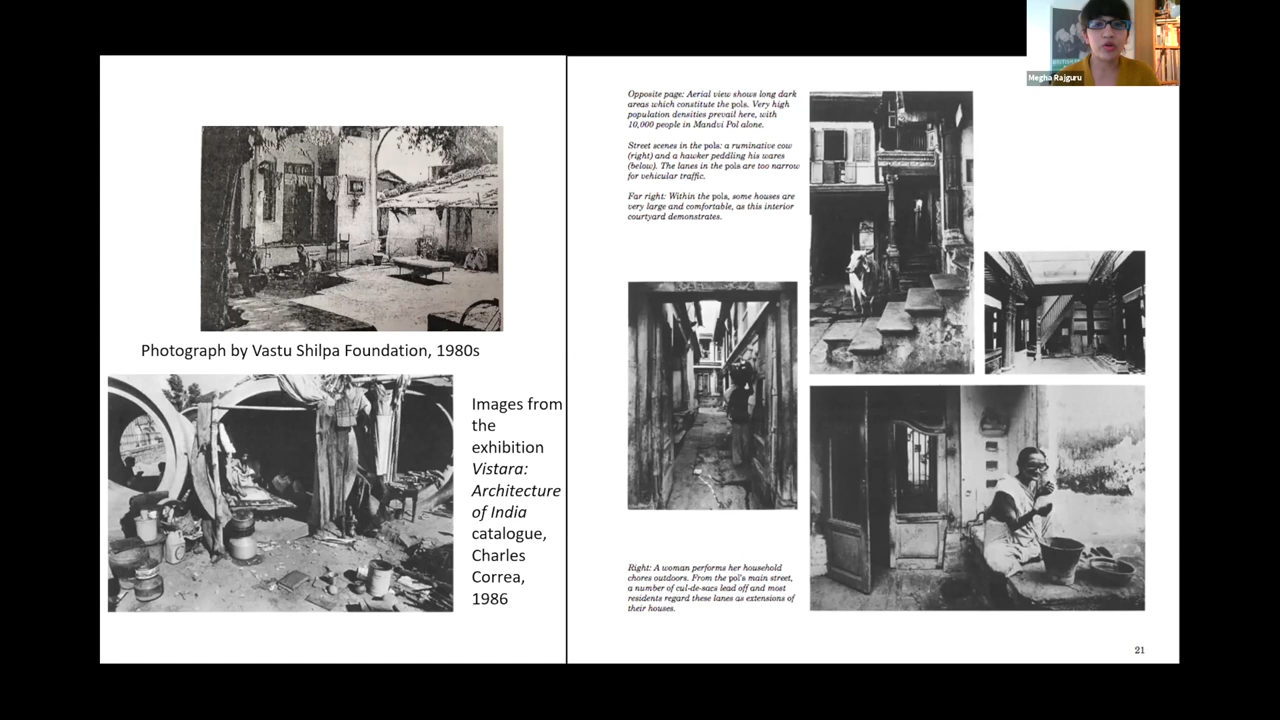 Megha Rajguru
Photograph by Vastu Shilpa Foundation, 1980s
Images from
the
exhibition
Vistara:
Architecture
of India
catalogue,
Charles
Correa,
1986
Opposite page: Aerial view shows long dark
areas which constitute the pols. Very high
population densities prevail here, with
10,000 people in Mandvi Pol alone.
Street scenes in the pols: a ruminative cow
(right) and a hawker peddling his wares
(below). The lanes in the pols are too narrow
for vehicular traffic.
Far right: Within the pols, some houses are
very large and comfortable, as this interior
courtyard demonstrates.
Right: A woman performs her household
chores outdoors. From the pol's main street,
a number of cul-de-sacs lead off and most
residents regard these lanes as extensions of
their houses.
21